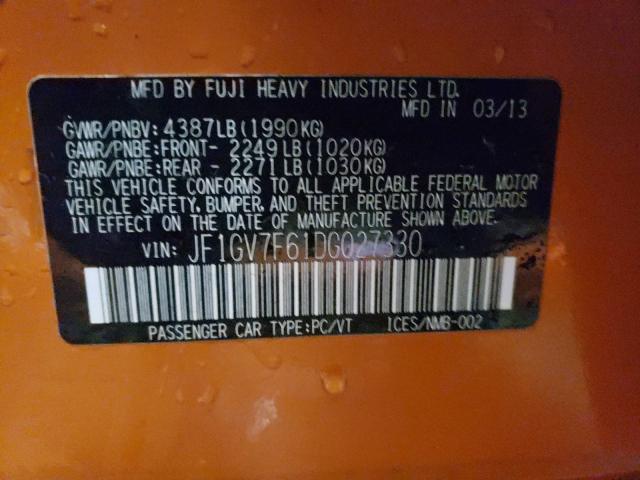 MFD BY FUJI HEAVY INDUSTRIES LTD.
MFD IN 03/13
GVWR/PNBV: 4387LB (1990KG)
GAWR/PNBE:FRONT- 2249LB (1020KG)
GAWR/PNBE:REAR - 2271LB (1030KG)
THIS VEHICLE CONFORMS TO ALL APPLICABLE FEDERAL MOTOR
VEHICLE SAFETY, BUMPER, AND THEFT PREVENTION STANDARDS
IN EFFECT ON THE DATE OF MANUFACTURE SHOWN ABOVE.
VIN: JF1GV7F61DG027330
PASSENGER CAR TYPE:PC/VT ICES/NMB-002